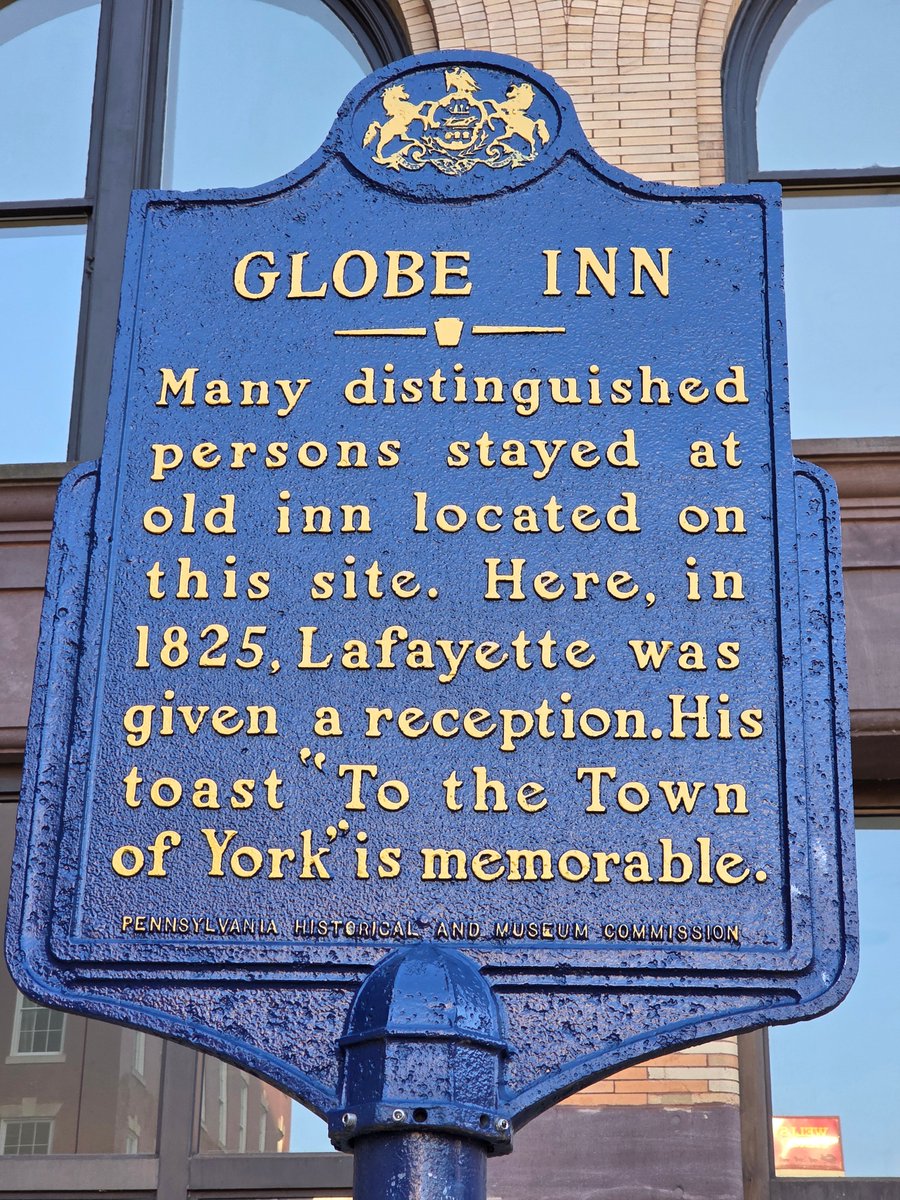 GLOBE INN
Many distinguished
persons stayed at
old inn located on
this site. Here, in
1825, Lafayette was
given a reception. His
toast "To the Town
of York" is memorable.
PENNSYLVANIA HISTORICAL AND MUSEUM COMMISSION